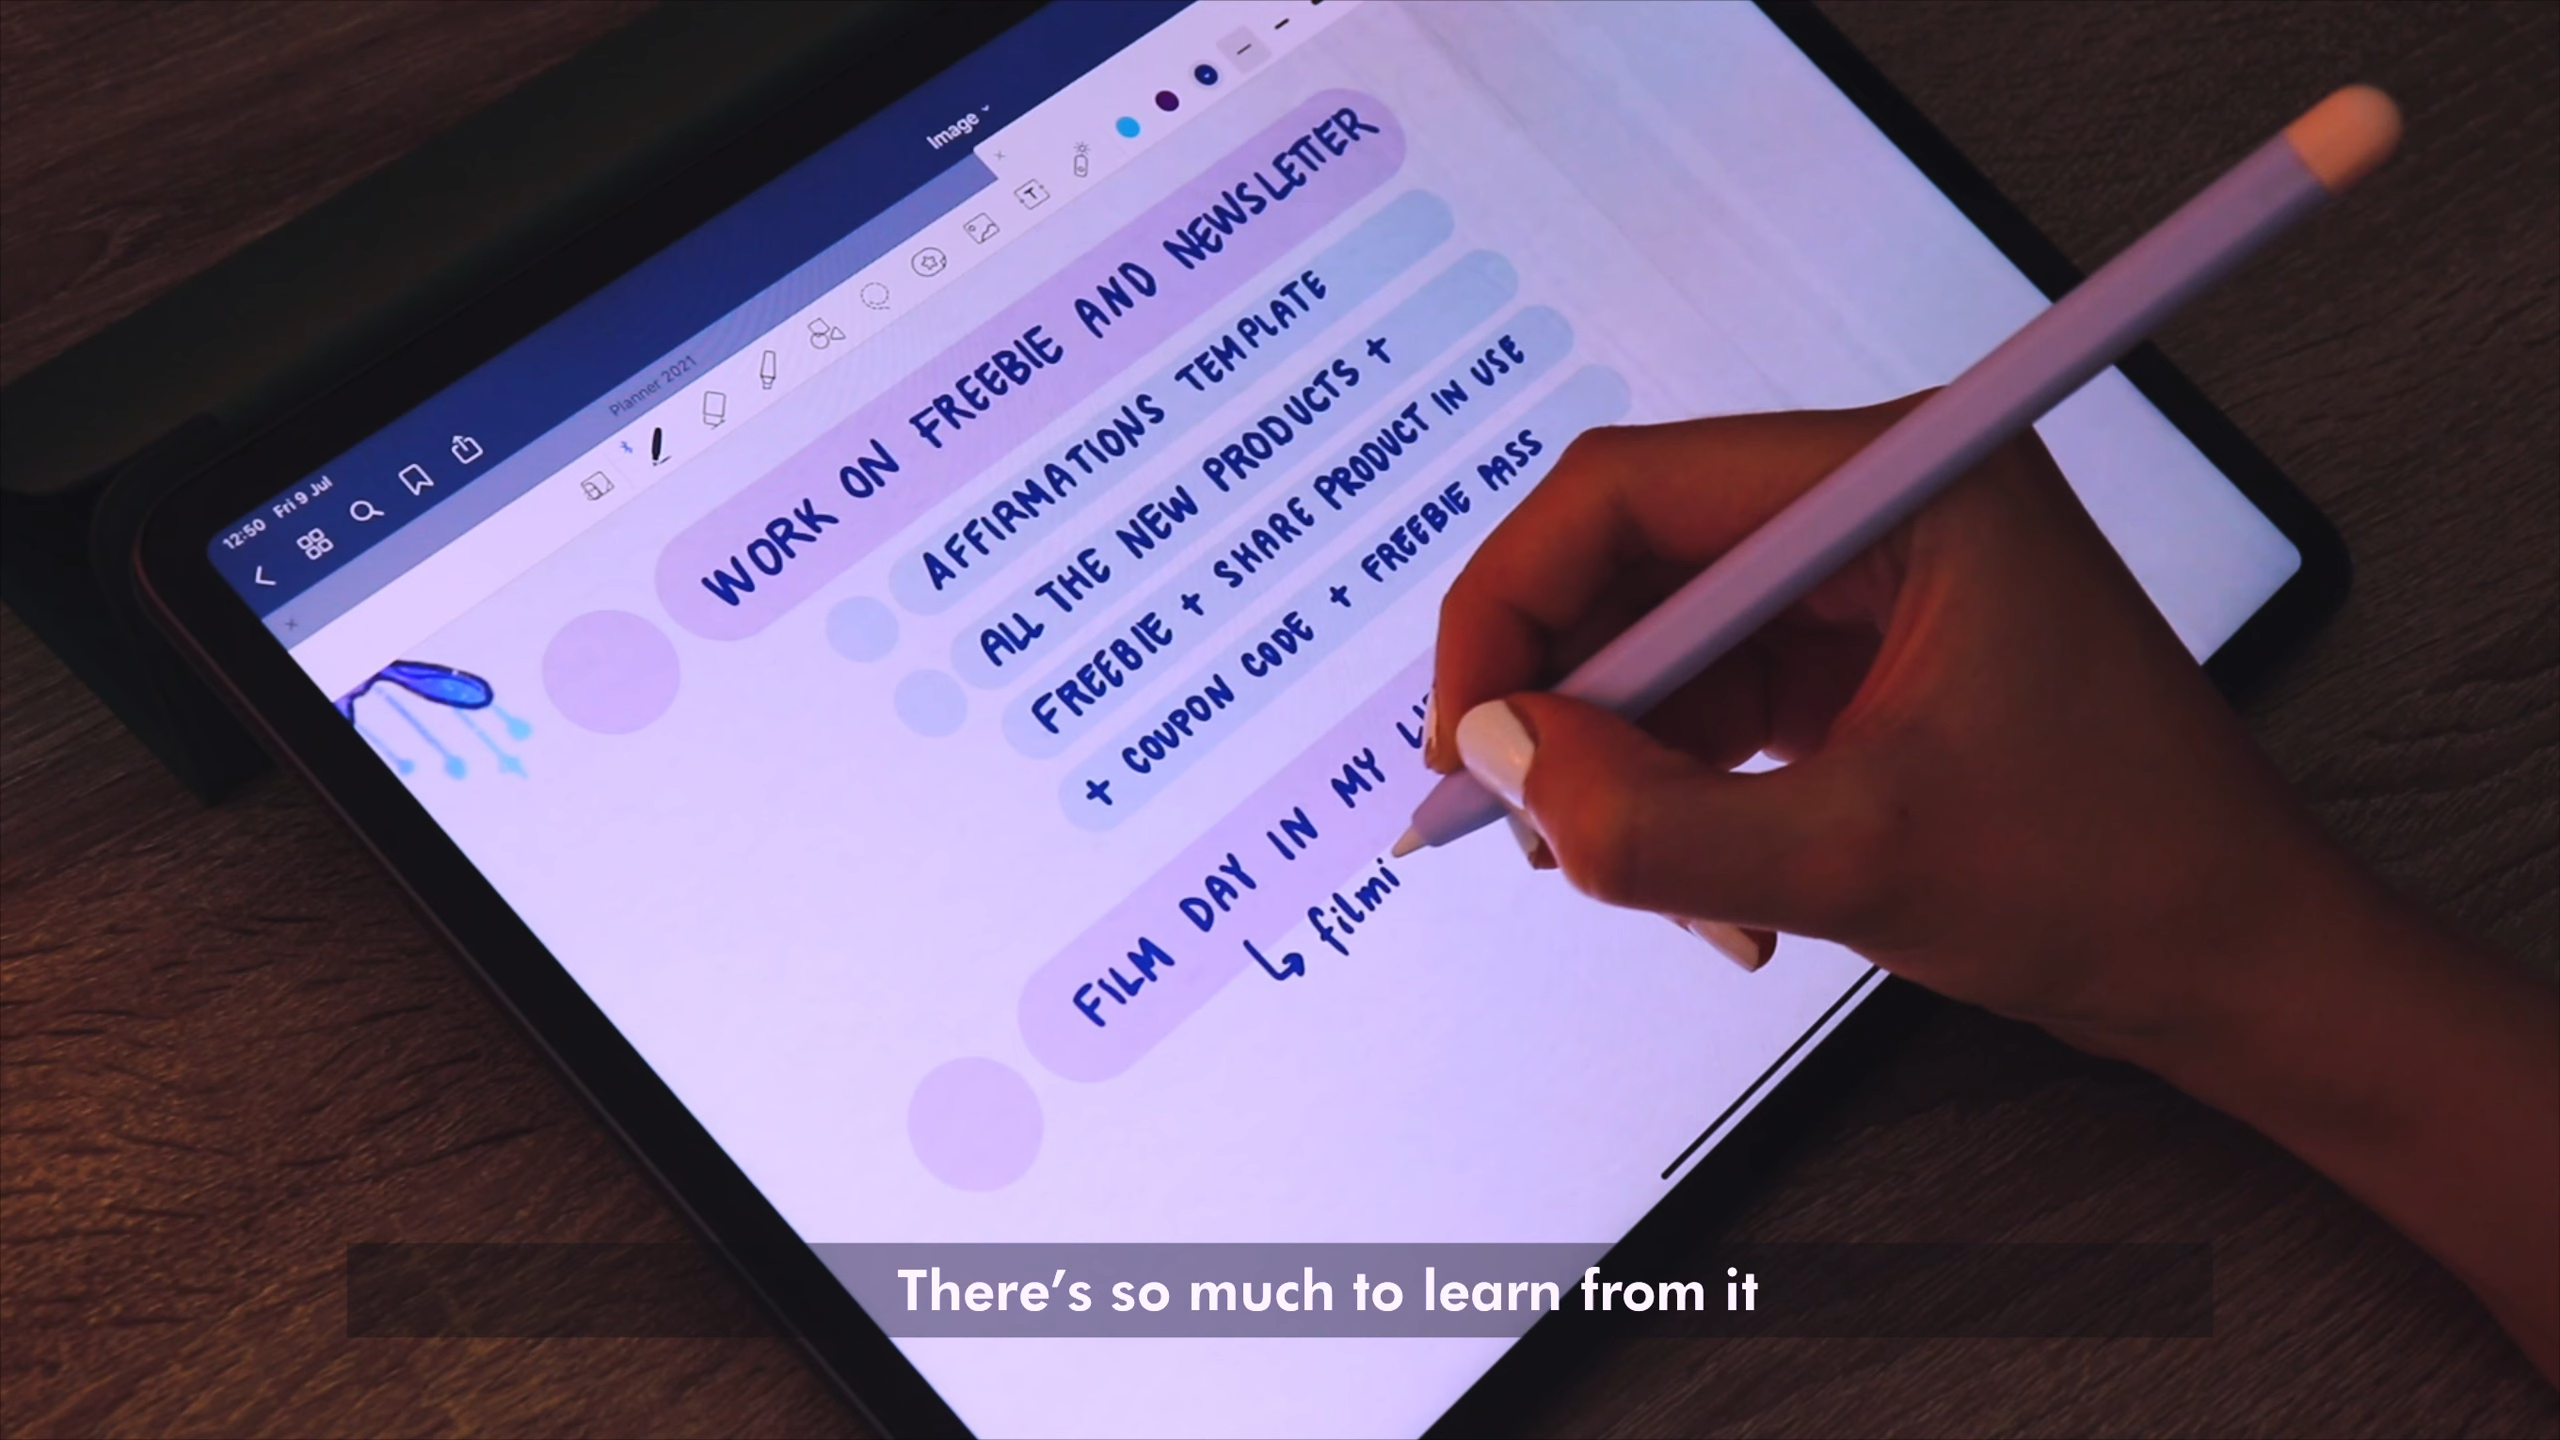 12:50 Fri 9 Jul
Image
Planner 2021
WORK ON FREEBIE AND NEWSLETTER
AFFIRMATIONS TEMPLATE
ALL THE NEW PRODUCTS +
FREEBIE + SHARE PRODUCT IN USE
+ COUPON CODE + FREEBIE PASS
FILM DAY IN MY
filmi
There's so much to learn from it